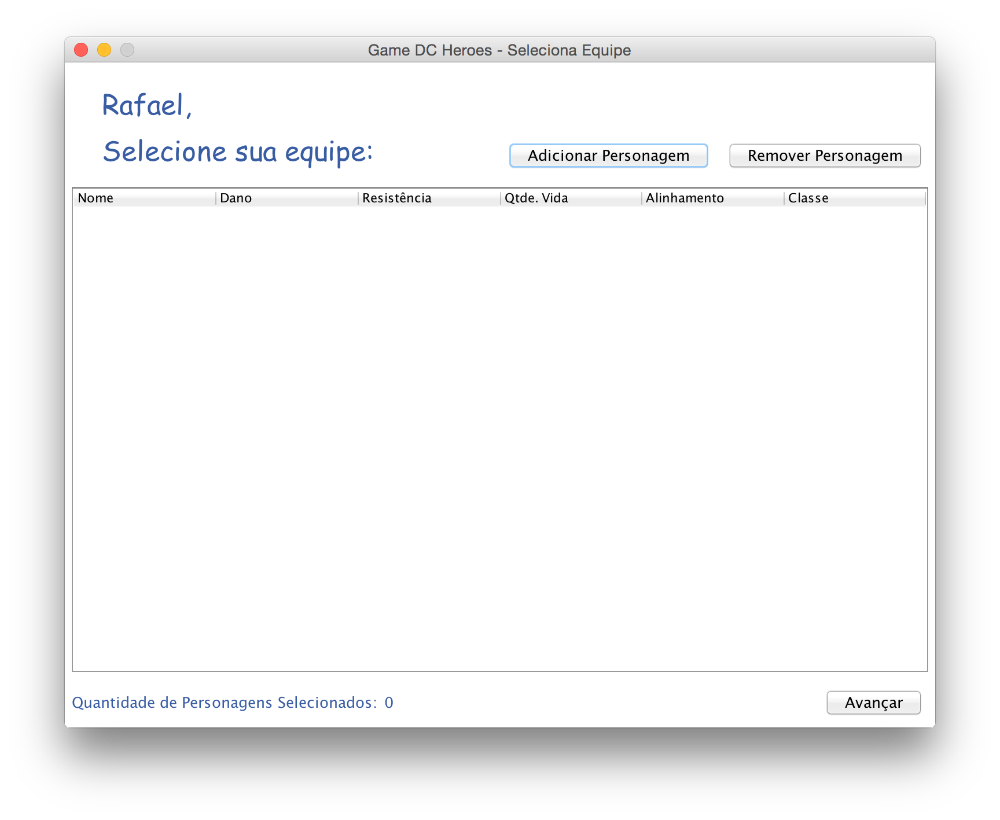 Game DC Heroes - Seleciona Equipe
Rafael,
Selecione sua equipe:
Adicionar Personagem
Remover Personagem
Nome Dano Resistência Qtde. Vida Alinhamento Classe
Quantidade de Personagens Selecionados: 0
Avançar